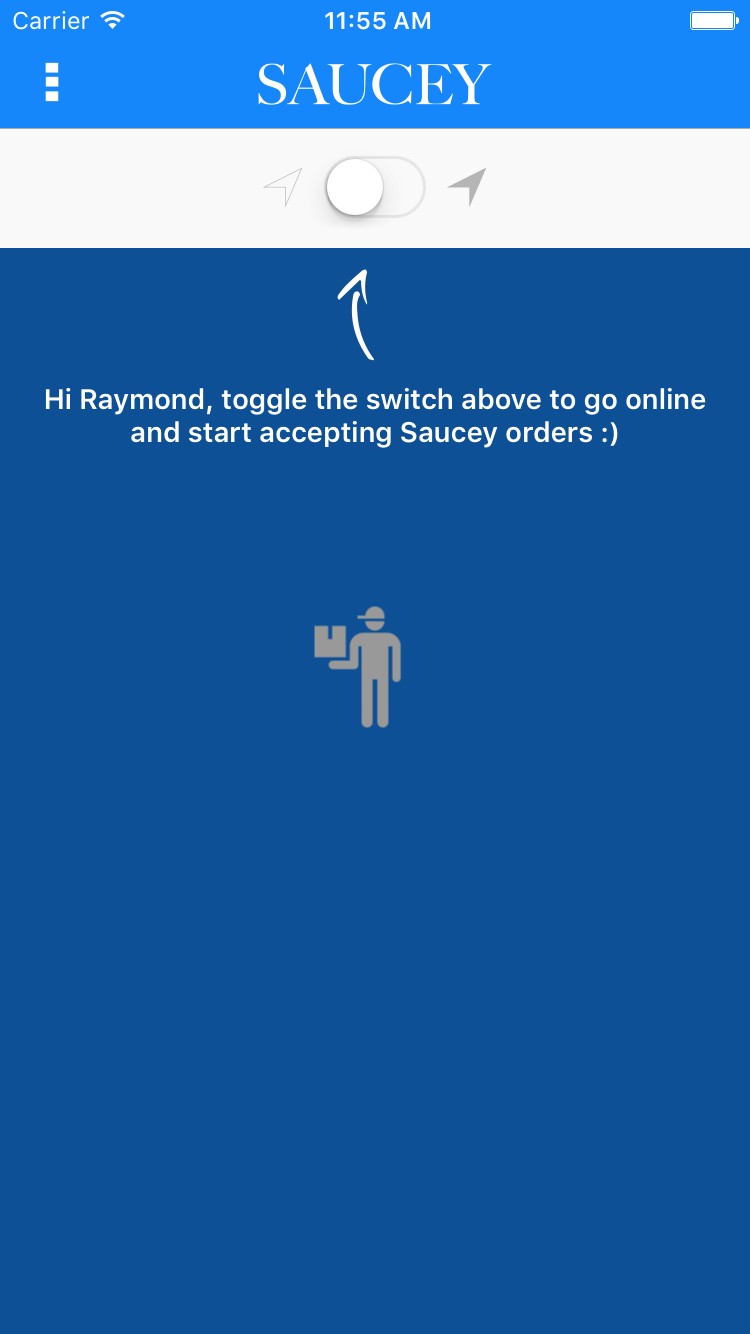 Carrier 11:55 AM
SAUCEY
Hi Raymond, toggle the switch above to go online
and start accepting Saucey orders :)